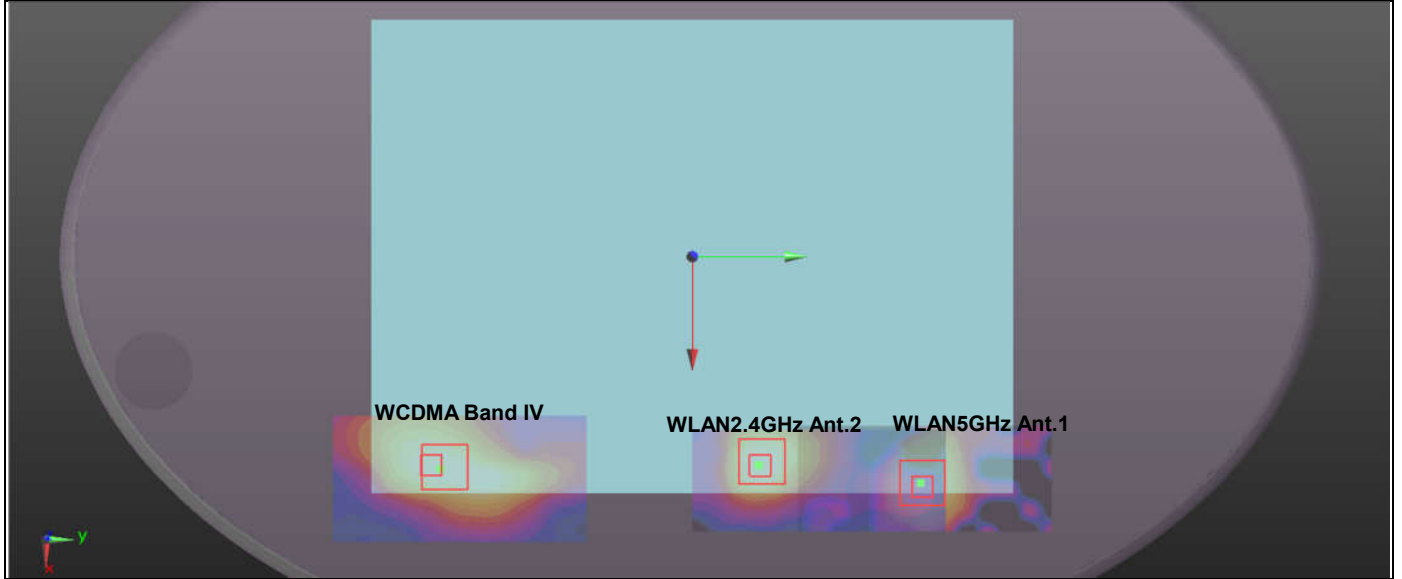 WCDMA Band IV
WLAN2.4GHz Ant.2
WLAN5GHz Ant.1
y
x